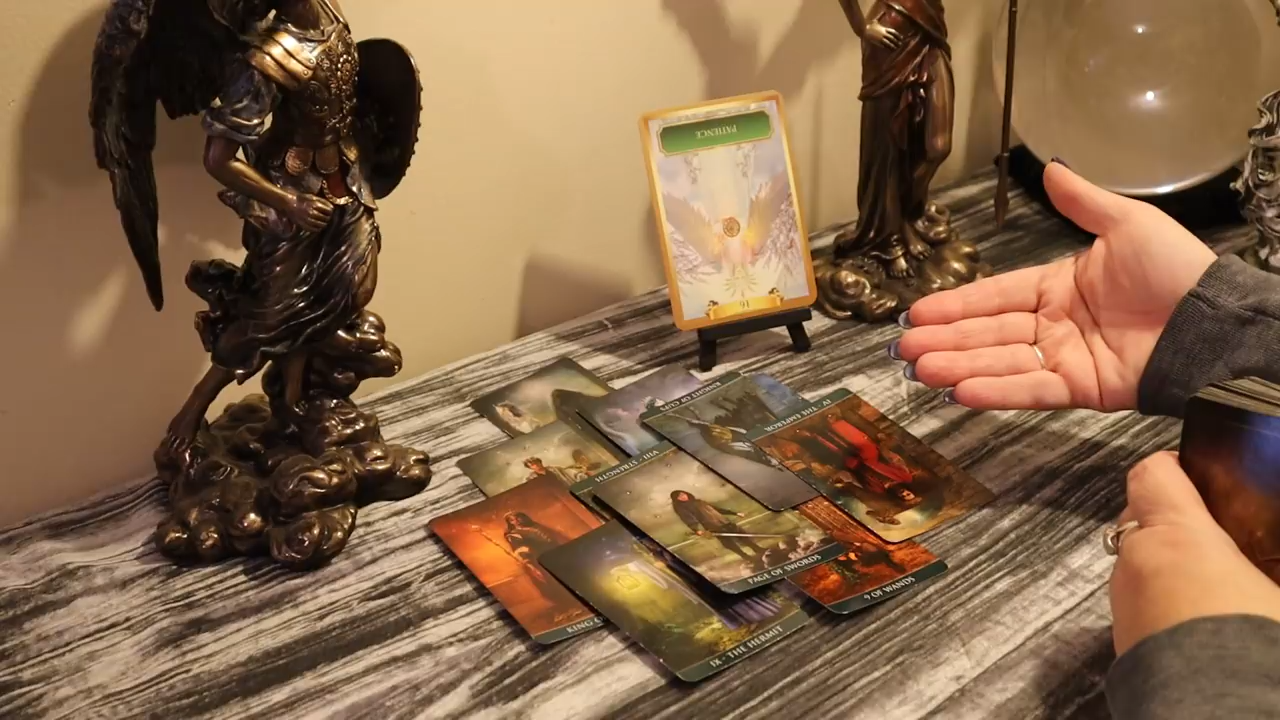 PATIENCE
16
KNIGHT OF CUPS
IV - THE EMPEROR
VIII - STRENGTH
PAGE OF SWORDS
9 OF WANDS
KING
IX - THE HERMIT